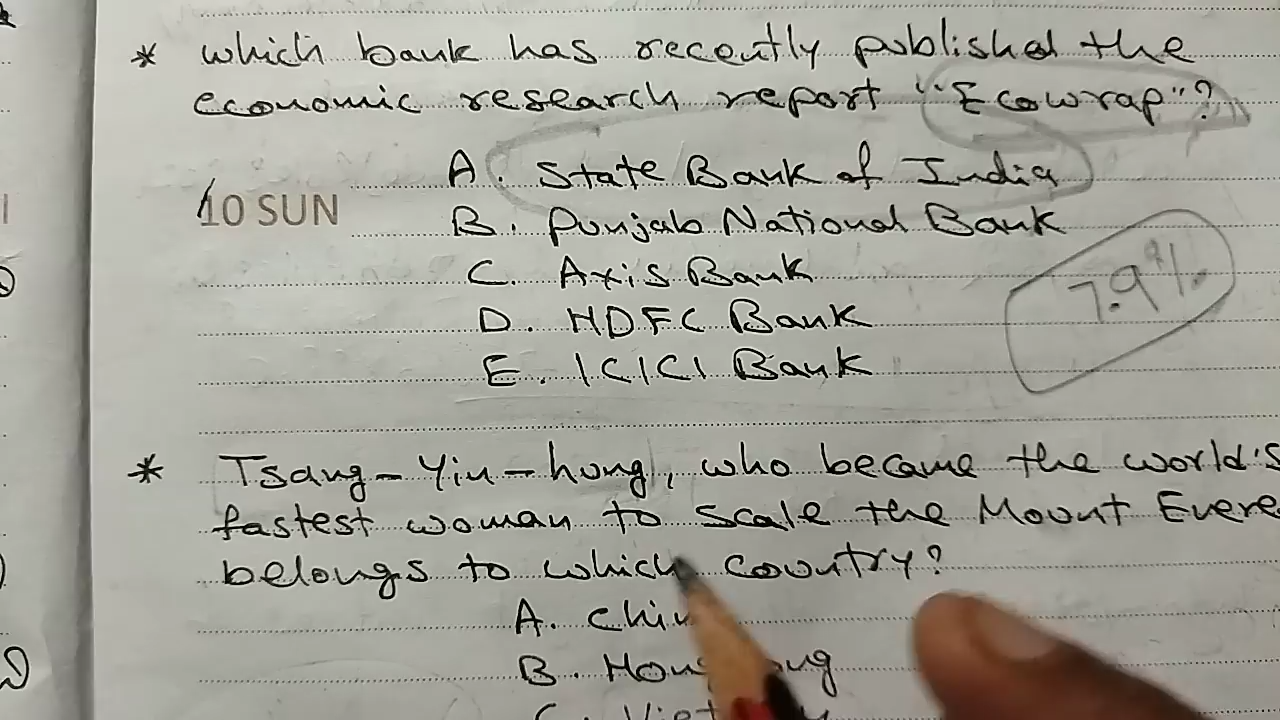 * which bank has recently published the
economic research report "Ecowrap"?
A. State Bank of India
10 SUN
B. Punjab National Bank
C. Axis Bank
7.9%
D. HDFC Bank
E. ICICI Bank
* Tsang-Yin-hung, who became the world's
fastest woman to scale the Mount Evere
belongs to which country?
A. Chin
B. Hong
C. Viet